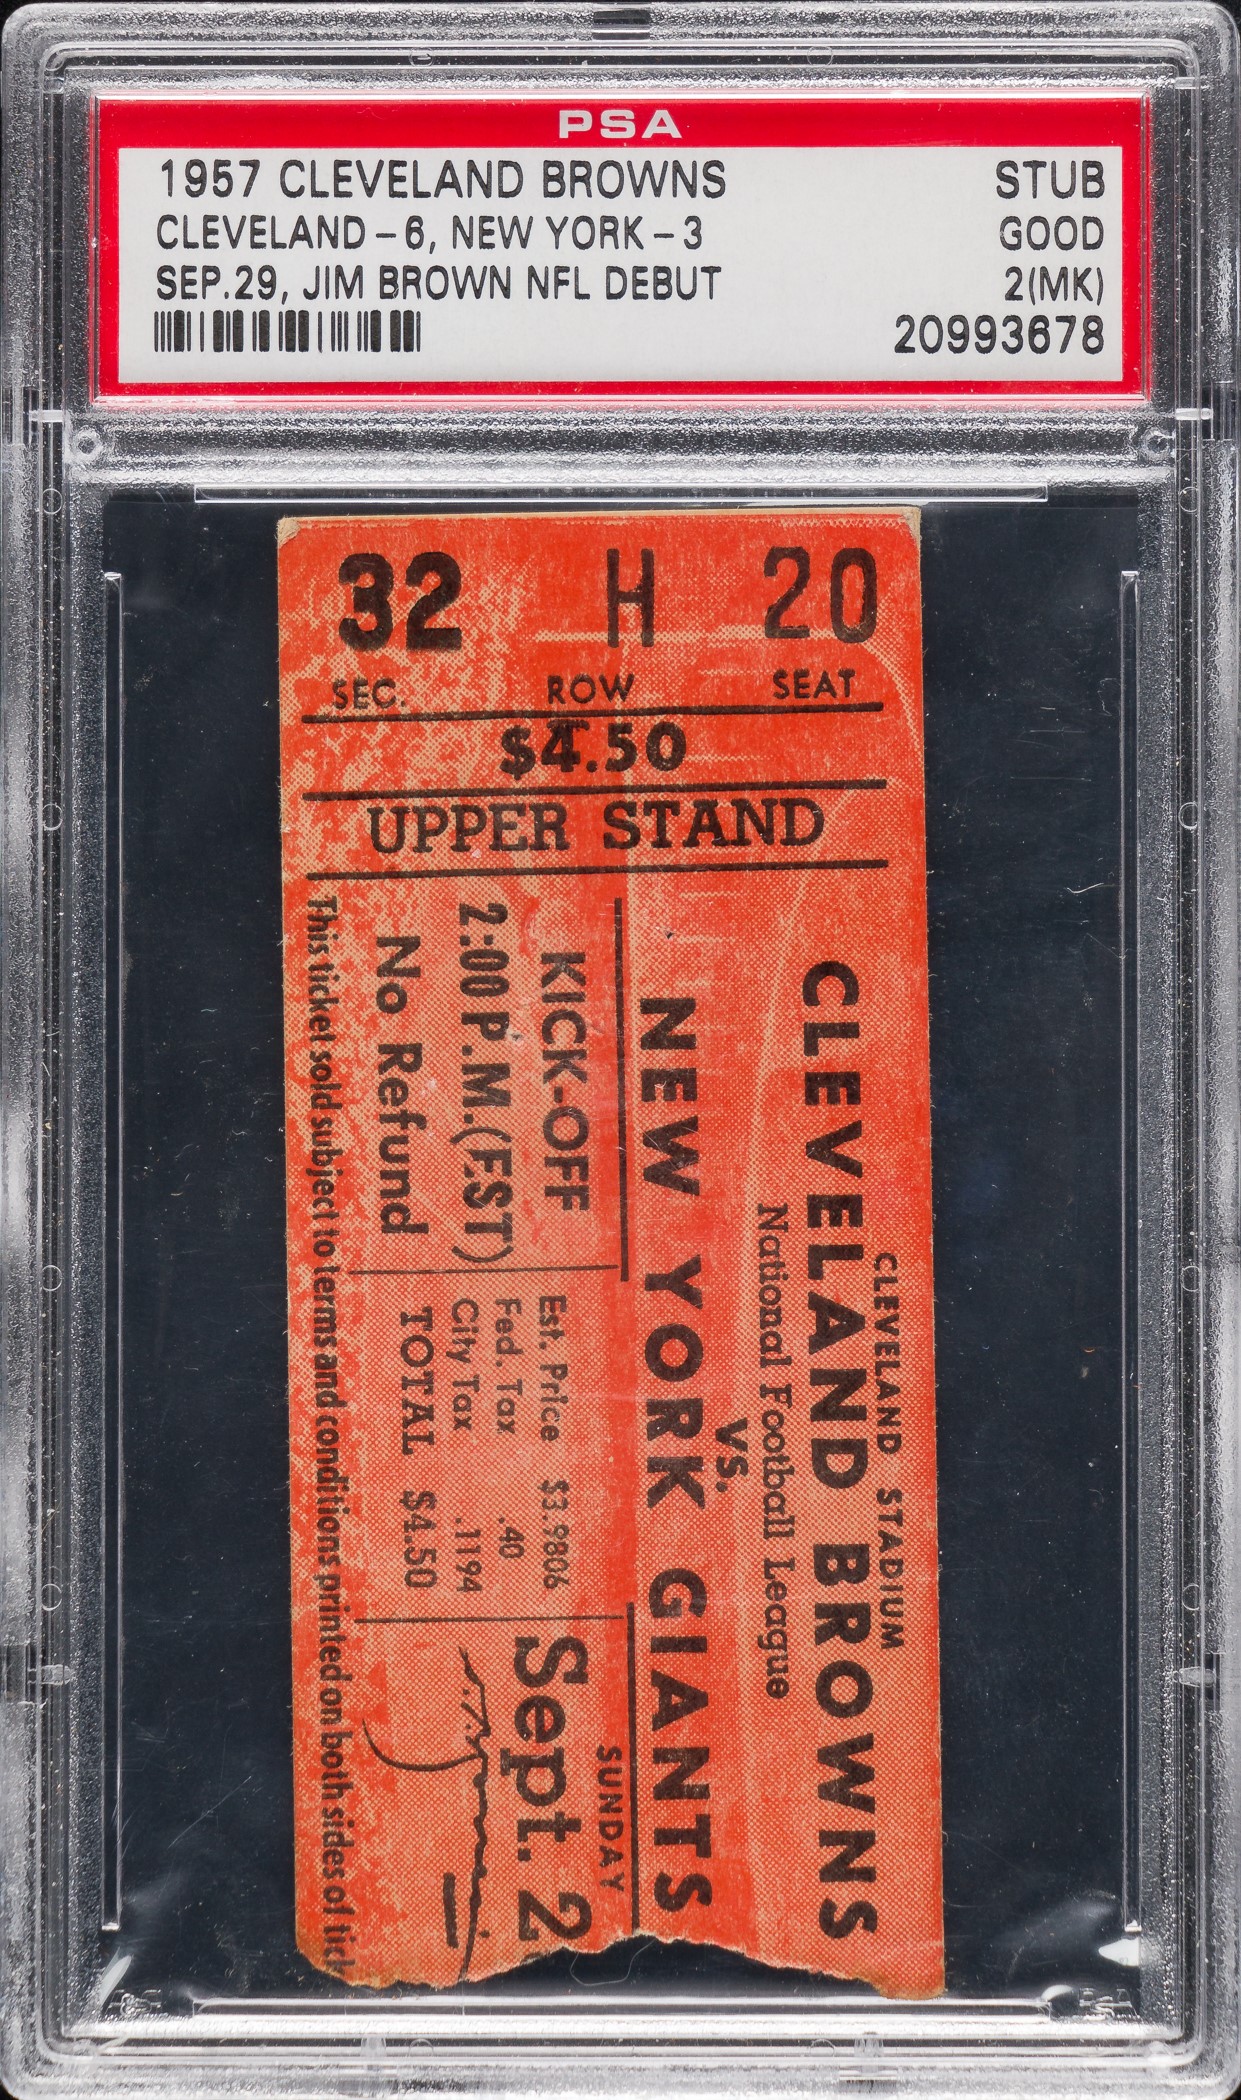 PSA
1957 CLEVELAND BROWNS STUB
CLEVELAND-6, NEW YORK-3 GOOD
SEP.29, JIM BROWN NFL DEBUT 2(MK)
20993678
32 H 20
SEC. ROW SEAT
$4.50
UPPER STAND
CLEVELAND STADIUM
CLEVELAND BROWNS
National Football League
VS.
NEW YORK GIANTS
KICK-OFF
2:00 P.M.(EST)
No Refund
Est. Price $3.9806
Fed. Tax .40
City Tax .1194
TOTAL $4.50
SUNDAY
Sept. 2
This ticket sold subject to terms and conditions printed on both sides of tick